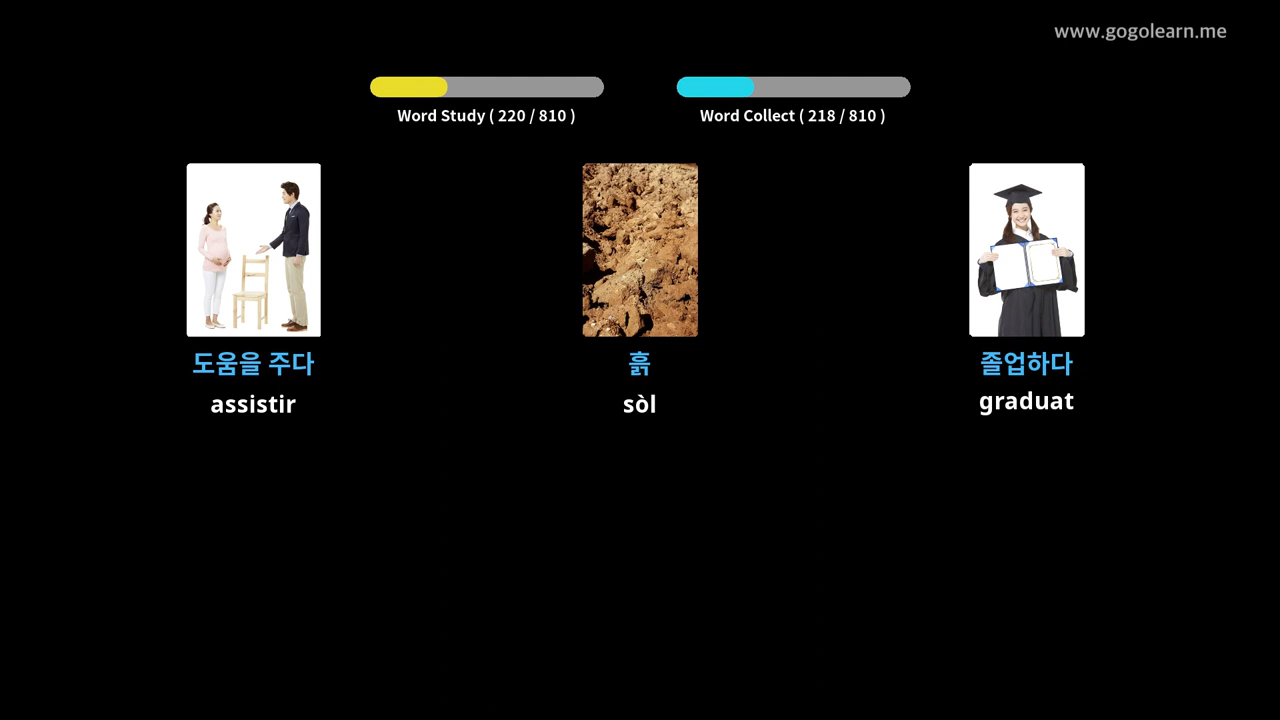 www.gogolearn.me
Word Study ( 220 / 810 )
Word Collect ( 218 / 810 )
도움을 주다
assistir
흙
sòl
졸업하다
graduat